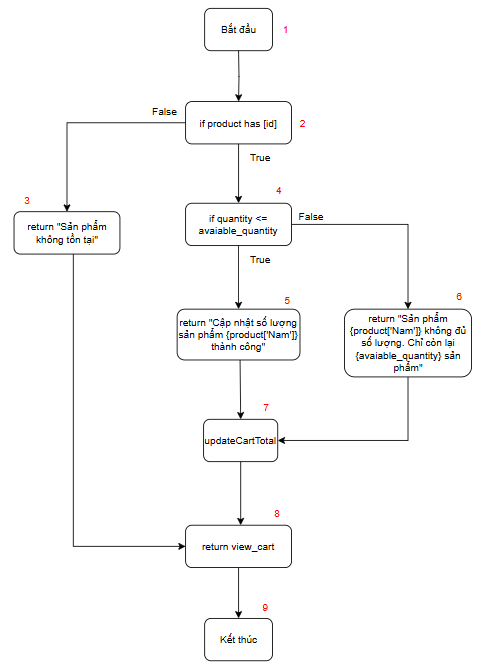 Bắt đầu
1
False
if product has [id]
2
True
3
4
return "Sản phẩm
không tồn tại"
if quantity <=
avaiable_quantity
False
True
5
6
return "Cập nhật số lượng
sản phẩm {product['Nam']}
thành công"
return "Sản phẩm
{product['Nam']} không đủ
số lượng. Chỉ còn lại
{avaiable_quantity} sản
phẩm"
7
updateCartTotal
8
return view_cart
9
Kết thúc